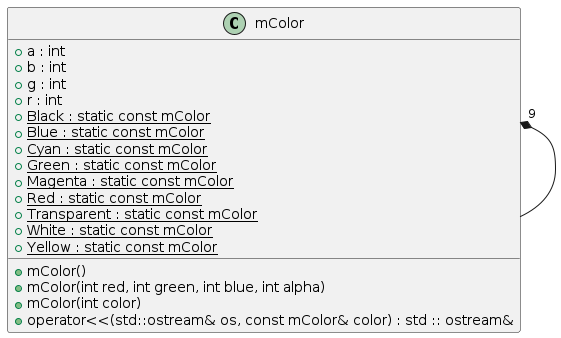 C mColor
a : int
b : int
g : int
r : int
Black : static const mColor
Blue : static const mColor
Cyan : static const mColor
Green : static const mColor
Magenta : static const mColor
Red : static const mColor
Transparent : static const mColor
White : static const mColor
Yellow : static const mColor
mColor()
mColor(int red, int green, int blue, int alpha)
mColor(int color)
operator<<(std::ostream& os, const mColor& color) : std :: ostream&
9